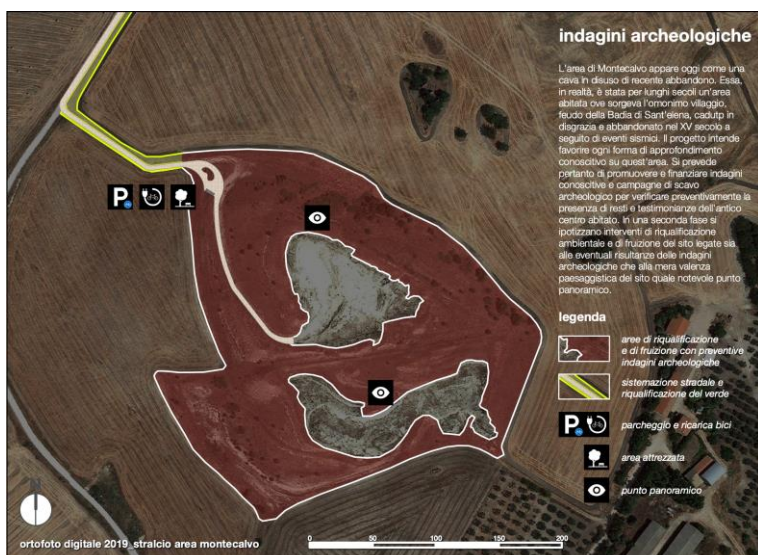 indagini archeologiche
L'area di Montecalvo appare oggi come una
cava in disuso di recente abbandono. Essa,
in realtà, è stata per lunghi secoli un'area
abitata ove sorgeva l'omonimo villaggio,
feudo della Badia di Sant'elena, cadutp in
disgrazia e abbandonato nel XV secolo a
seguito di eventi sismici. Il progetto intende
favorire ogni forma di approfondimento
conoscitivo su quest'area. Si prevede
pertanto di promuovere e finanziare indagini
conoscitive e campagne di scavo
archeologico per verificare preventivamente la
presenza di resti e testimonianze dell'antico
centro abitato. In una seconda fase si
ipotizzano interventi di riqualificazione
ambientale e di fruizione del sito legate sia
alle eventuali risultanze delle indagini
archeologiche che alla mera valenza
paesaggistica del sito quale notevole punto
panoramico.
legenda
aree di riqualificazione
e di fruizione con preventive
indagini archeologiche
sistemazione stradale e
riqualificazione del verde
P
parcheggio e ricarica bici
area attrezzata
punto panoramico
P
ortofoto digitale 2019 stralcio area montecalvo
0 50 100 150 200